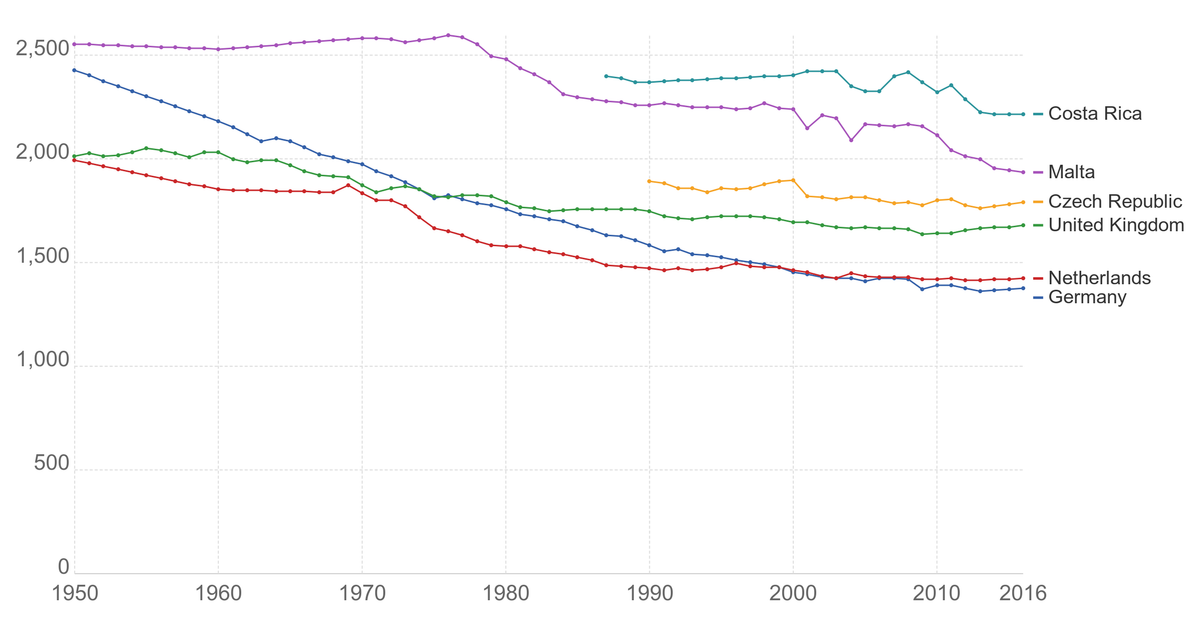 2,500
2,000
1,500
1,000
500
0
1950 1960 1970 1980 1990 2000 2010 2016
Costa Rica
Malta
Czech Republic
United Kingdom
Netherlands
Germany